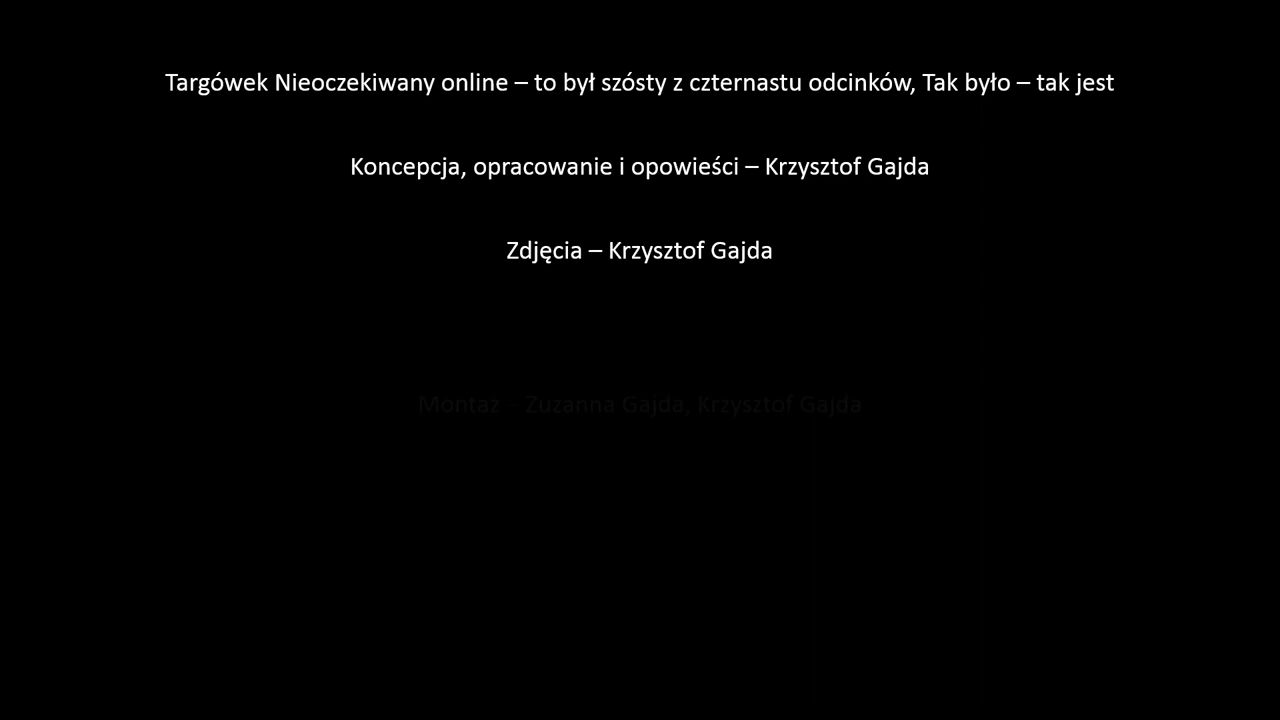 Targówek Nieoczekiwany online – to był szósty z czternastu odcinków, Tak było – tak jest
Koncepcja, opracowanie i opowieści – Krzysztof Gajda
Zdjęcia – Krzysztof Gajda
Montaż – Zuzanna Gajda, Krzysztof Gajda